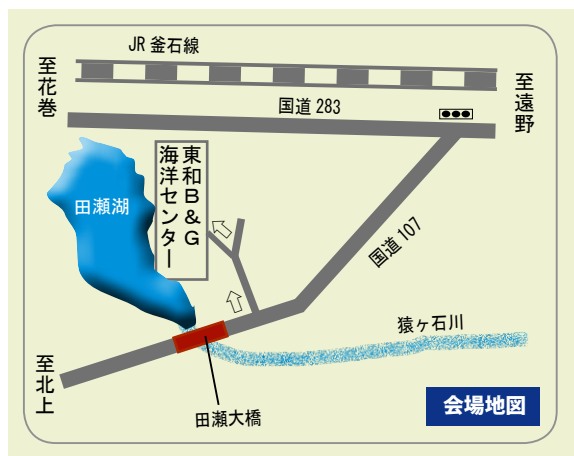 JR 釜石線
至花巻
至遠野
国道 283
東和B&G
海洋センター
田瀬湖
国道 107
猿ヶ石川
至北上
田瀬大橋
会場地図